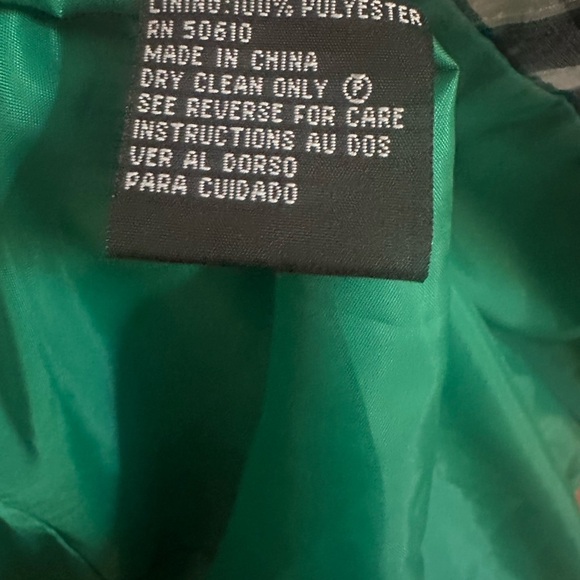 LINING:100% POLYESTER
RN 50610
MADE IN CHINA
DRY CLEAN ONLY Ⓟ
SEE REVERSE FOR CARE
INSTRUCTIONS AU DOS
VER AL DORSO
PARA CUIDADO